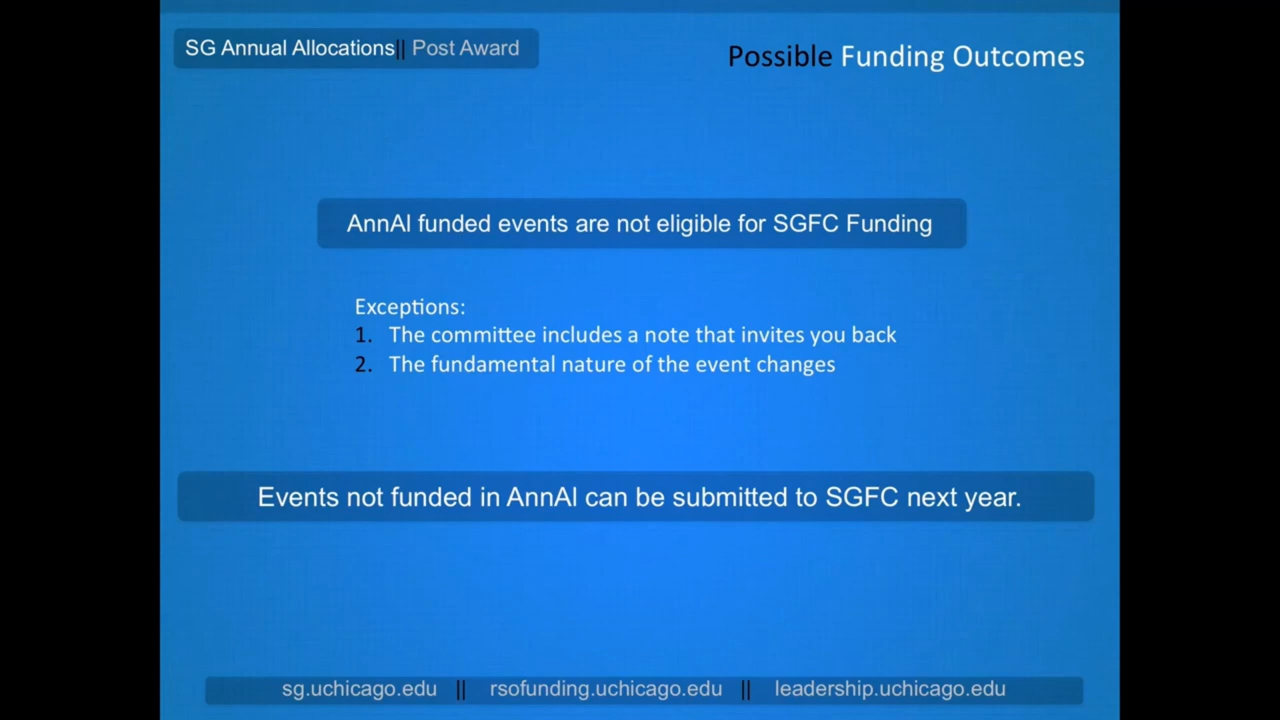 SG Annual Allocations|| Post Award
Possible Funding Outcomes
AnnAl funded events are not eligible for SGFC Funding
Exceptions:
1. The committee includes a note that invites you back
2. The fundamental nature of the event changes
Events not funded in AnnAl can be submitted to SGFC next year.
sg.uchicago.edu || rsofunding.uchicago.edu || leadership.uchicago.edu